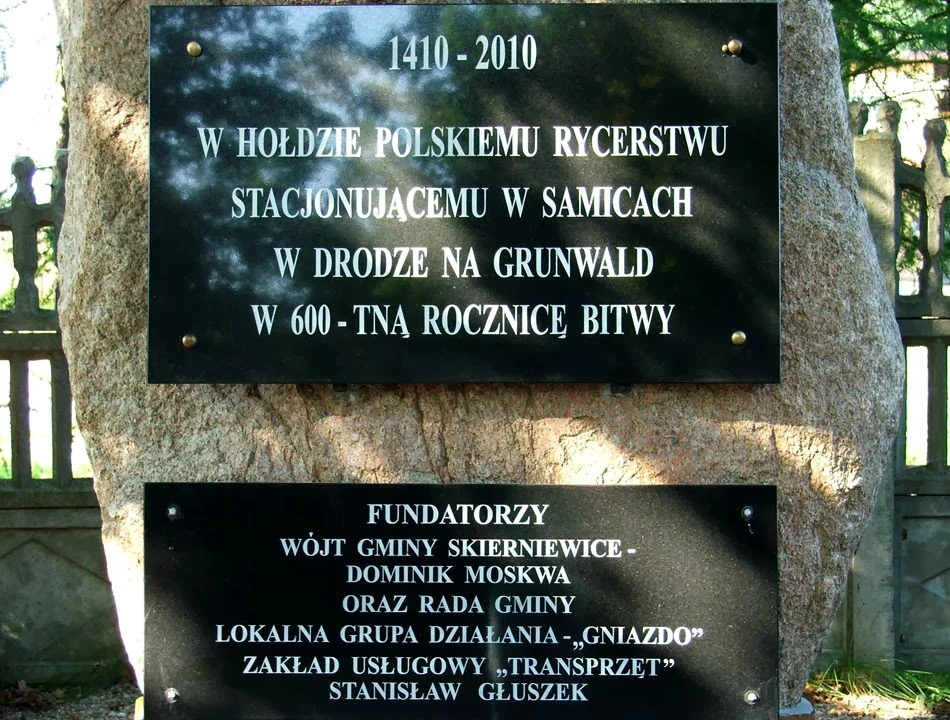 1410 - 2010
W HOŁDZIE POLSKIEMU RYCERSTWU
STACJONUJĄCEMU W SAMICACH
W DRODZE NA GRUNWALD
W 600 - TNĄ ROCZNICĘ BITWY
FUNDATORZY
WÓJT GMINY SKIERNIEWICE -
DOMINIK MOSKWA
ORAZ RADA GMINY
LOKALNA GRUPA DZIAŁANIA - „GNIAZDO”
ZAKŁAD USŁUGOWY „TRANSPRZĘT”
STANISŁAW GŁUSZEK